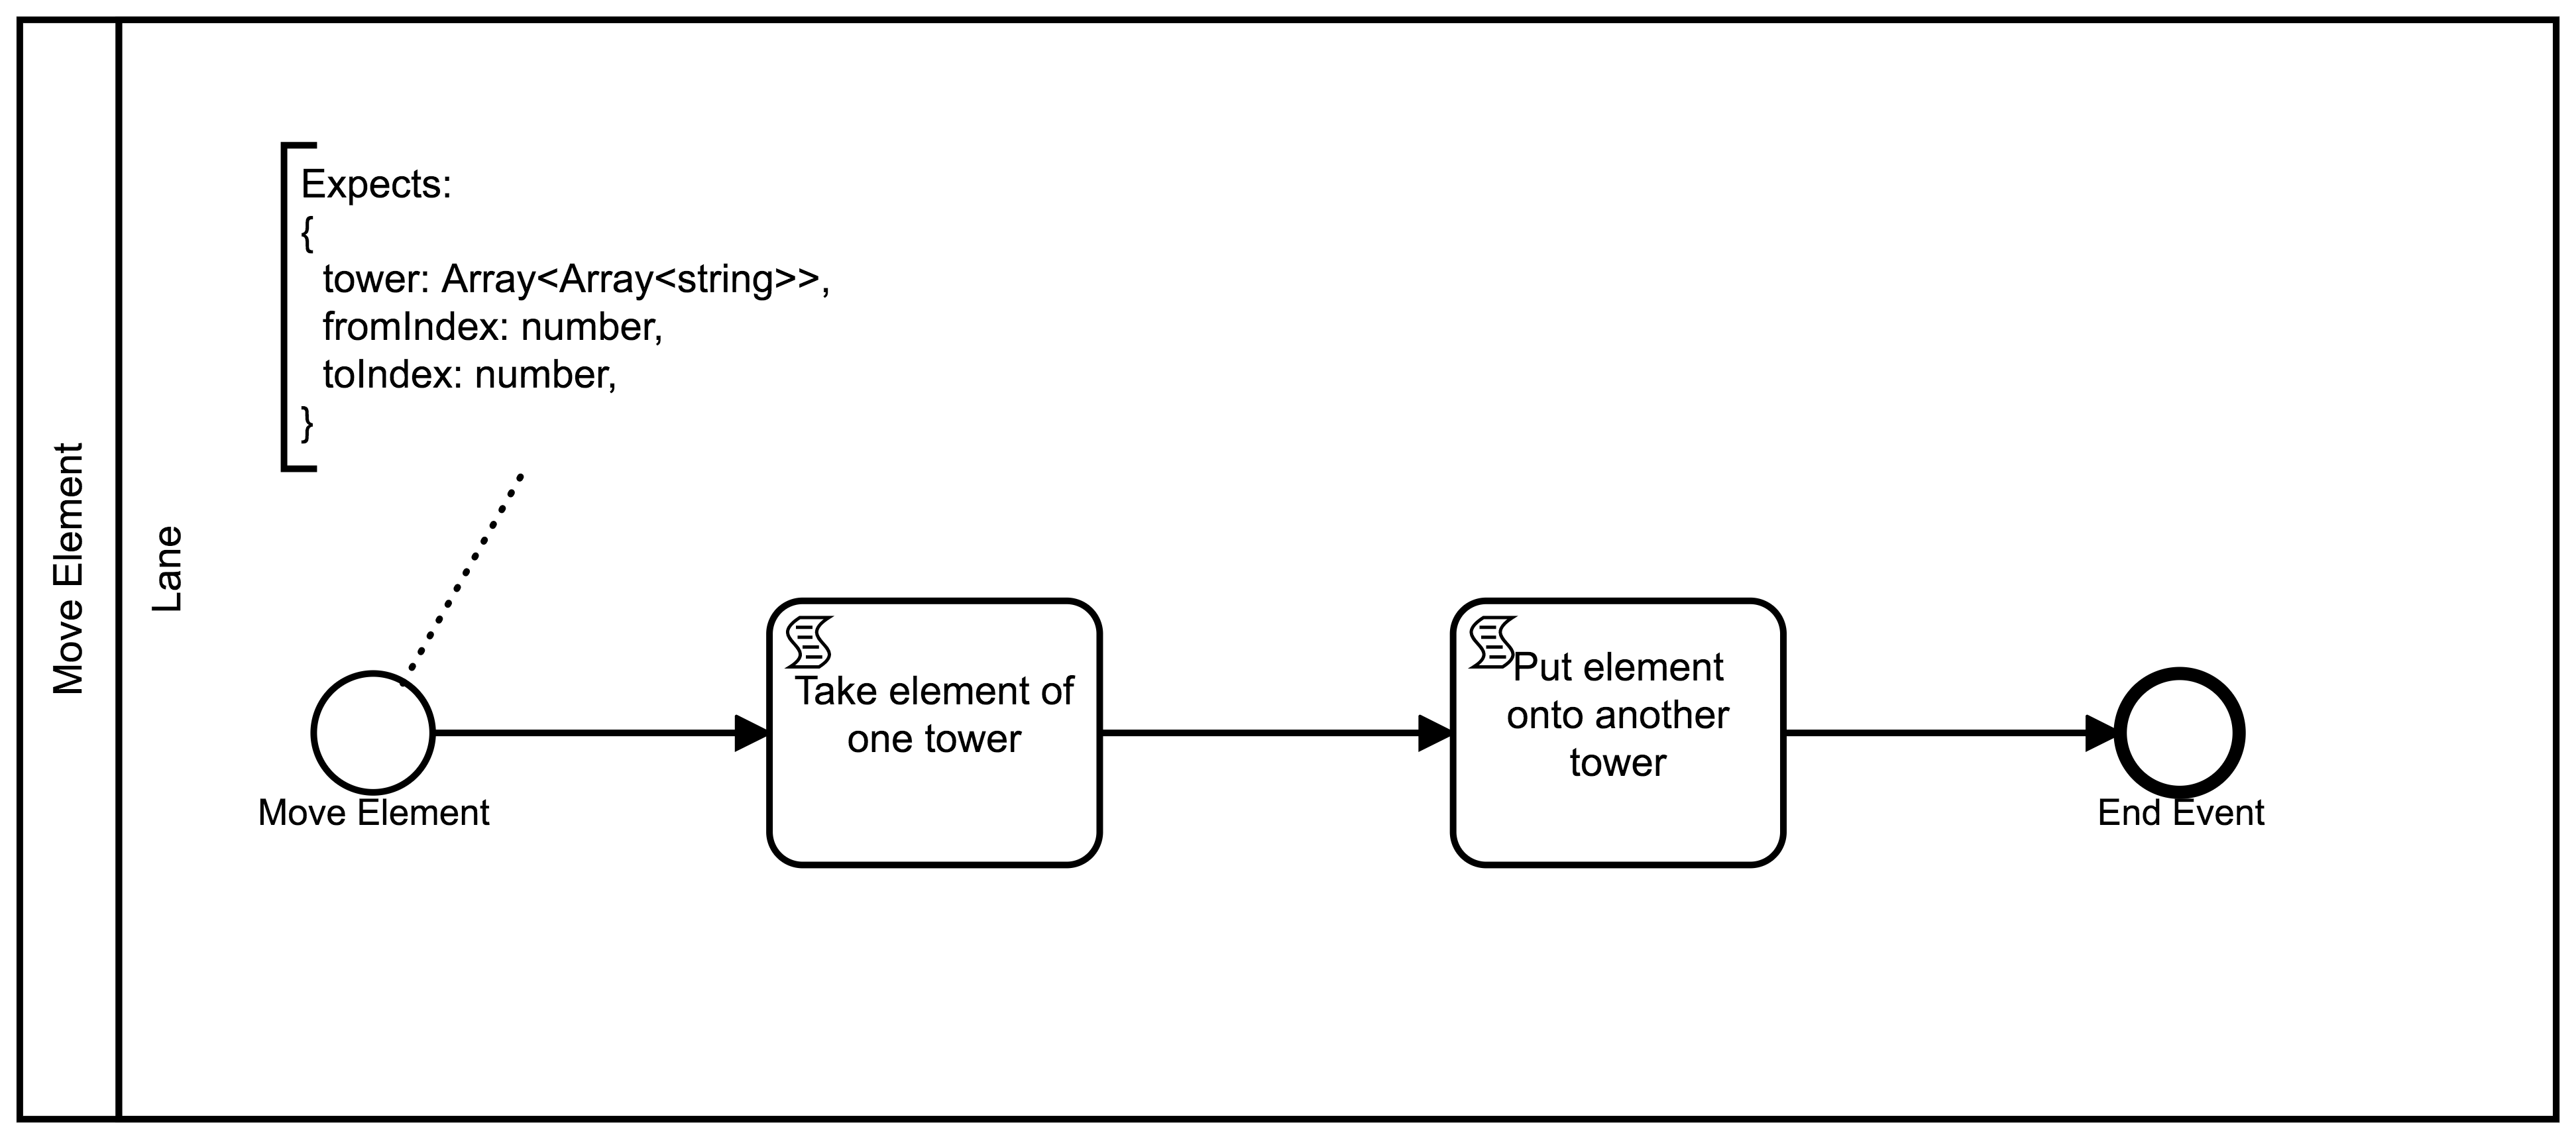 Move Element
Lane
Expects:
{
tower: Array<Array<string>>,
fromIndex: number,
toIndex: number,
}
Move Element
Take element of
one tower
Put element
onto another
tower
End Event